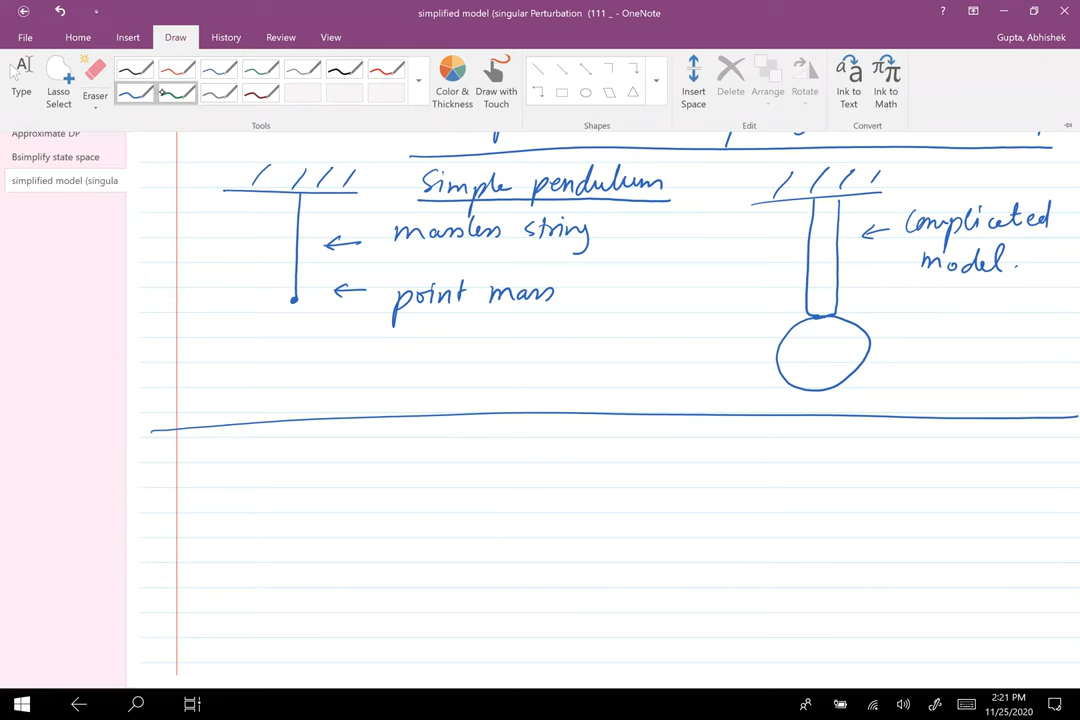 simplified model (singular Perturbation (111 _ - OneNote
File Home Insert Draw History Review View
Gupta, Abhishek
Type
Lasso Select
Eraser
Color & Thickness
Draw with Touch
Insert Space
Delete
Arrange
Rotate
Ink to Text
Ink to Math
Tools
Shapes
Edit
Convert
Approximate DP
Bsimplify state space
simplified model (singula
Simple pendulum
massless string
point mass
Complicated
model.
2:21 PM
11/25/2020